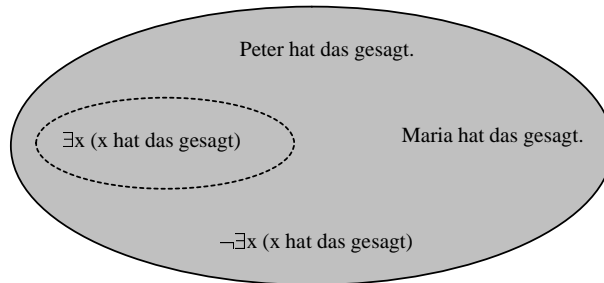 Peter hat das gesagt.
∃x (x hat das gesagt)
Maria hat das gesagt.
¬∃x (x hat das gesagt)